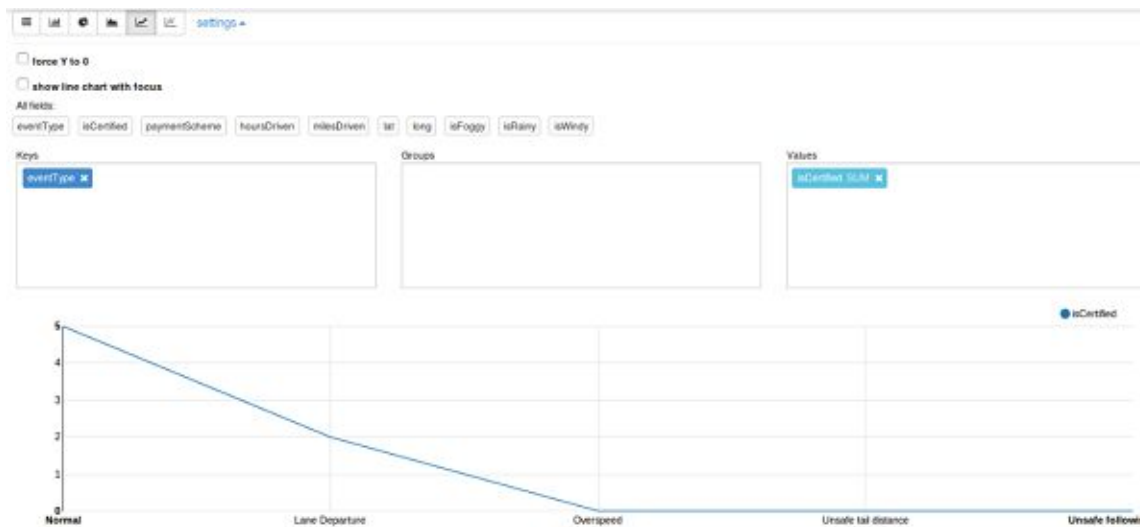 settings
force Y to 0
show line chart with focus
All fields:
eventType isCertified paymentScheme hoursDriven milesDriven lat long isFoggy isRainy isWindy
Keys Groups Values
eventType × isCertified SUM ×
isCertified
5
4
3
2
1
0
Normal Lane Departure Overspeed Unsafe tail distance Unsafe followi